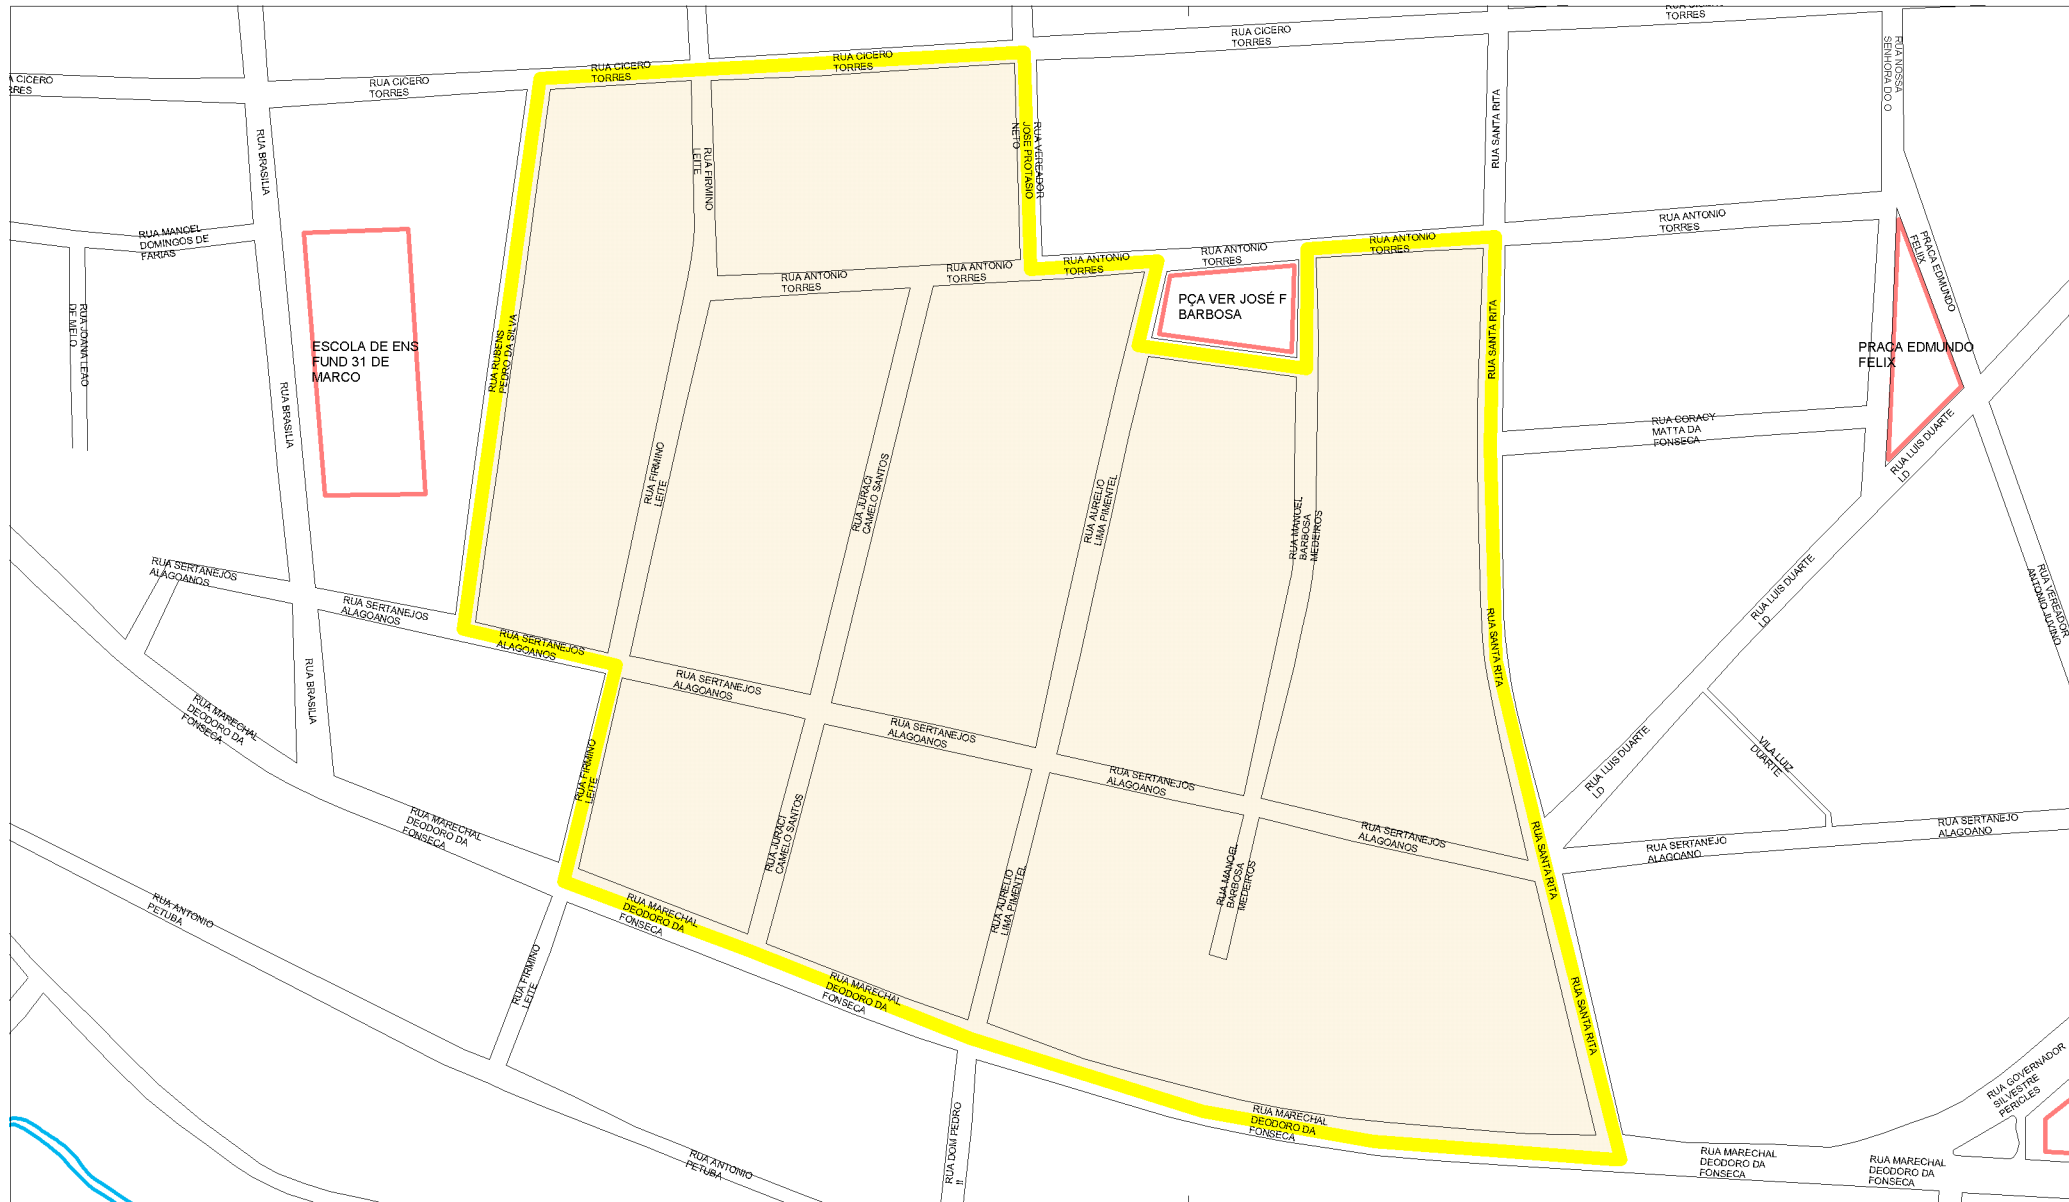 TORRES
RUA CICERO
TORRES
RUA CICERO
TORRES
RUA CICERO
TORRES
RUA CICERO
TORRES
A CICERO
RRES
RUA NOSSA
SENHORA DO O
RUA SANTA RITA
RUA BRASILIA
RUA FIRMINO
LEITE
RUA VEREADOR
JOSE PROTASIO
NETO
RUA MANOEL
DOMINGOS DE
FARIAS
RUA ANTONIO
TORRES
RUA ANTONIO
TORRES
RUA ANTONIO
TORRES
RUA ANTONIO
TORRES
RUA ANTONIO
TORRES
RUA ANTONIO
TORRES
PRACA EDMUNDO
FELIX
PÇA VER JOSÉ F
BARBOSA
RUA JOANA LEAO
DE MELO
ESCOLA DE ENS
FUND 31 DE
MARCO
RUA RUBENS
PEDRO DA SILVA
RUA SANTA RITA
PRACA EDMUNDO
FELIX
RUA BRASILIA
RUA CORACY
MATTA DA
FONSECA
RUA LUIS DUARTE
LD
RUA FIRMINO
LEITE
RUA JURACI
CAMELO SANTOS
RUA AURELIO
LIMA PIMENTEL
RUA MANOEL
BARBOSA
MEDEIROS
RUA SERTANEJOS
ALAGOANOS
RUA SERTANEJOS
ALAGOANOS
RUA SERTANEJOS
ALAGOANOS
RUA SERTANEJOS
ALAGOANOS
RUA SERTANEJOS
ALAGOANOS
RUA SERTANEJOS
ALAGOANOS
RUA SERTANEJOS
ALAGOANOS
RUA LUIS DUARTE
LD
RUA VEREADOR
ANTONIO JUVINO
RUA SANTA RITA
RUA BRASILIA
RUA MARECHAL
DEODORO DA
FONSECA
RUA LUIS DUARTE
LD
VILA LUIZ
DUARTE
RUA FIRMINO
LEITE
RUA MARECHAL
DEODORO DA
FONSECA
RUA JURACI
CAMELO SANTOS
RUA AURELIO
LIMA PIMENTEL
RUA MANOEL
BARBOSA
MEDEIROS
RUA SANTA RITA
RUA SERTANEJO
ALAGOANO
RUA SERTANEJO
ALAGOANO
RUA ANTONIO
PETUBA
RUA MARECHAL
DEODORO DA
FONSECA
RUA FIRMINO
LEITE
RUA MARECHAL
DEODORO DA
FONSECA
RUA SANTA RITA
RUA GOVERNADOR
SILVESTRE
PERICLES
RUA MARECHAL
DEODORO DA
FONSECA
RUA DOM PEDRO
II
RUA ANTONIO
PETUBA
RUA MARECHAL
DEODORO DA
FONSECA
RUA MARECHAL
DEODORO DA
FONSECA